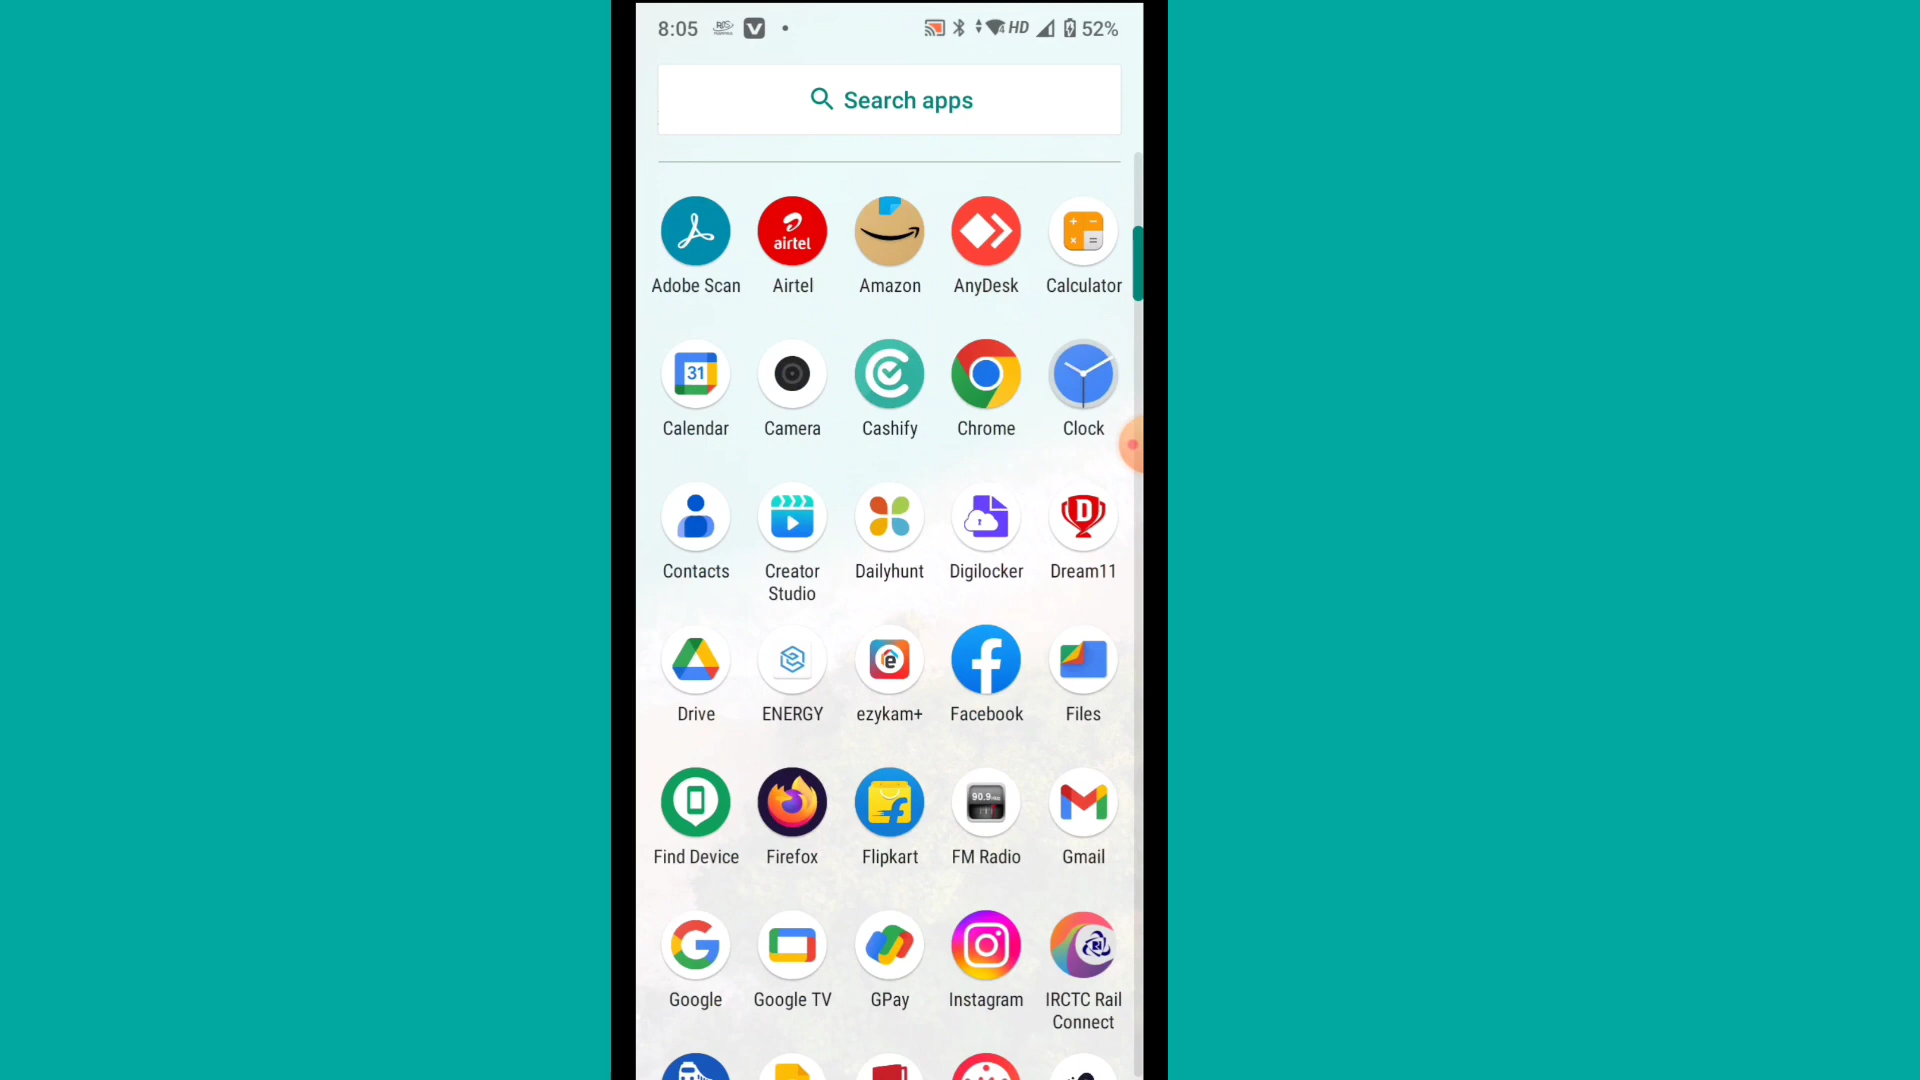 8:05 HD 52%
Search apps
airtel
Adobe Scan Airtel Amazon AnyDesk Calculator
31
Calendar Camera Cashify Chrome Clock
D
Contacts Creator Studio Dailyhunt Digilocker Dream11
e
Drive ENERGY ezykam+ Facebook Files
90.9
Find Device Firefox Flipkart FM Radio Gmail
Google Google TV GPay Instagram IRCTC Rail Connect